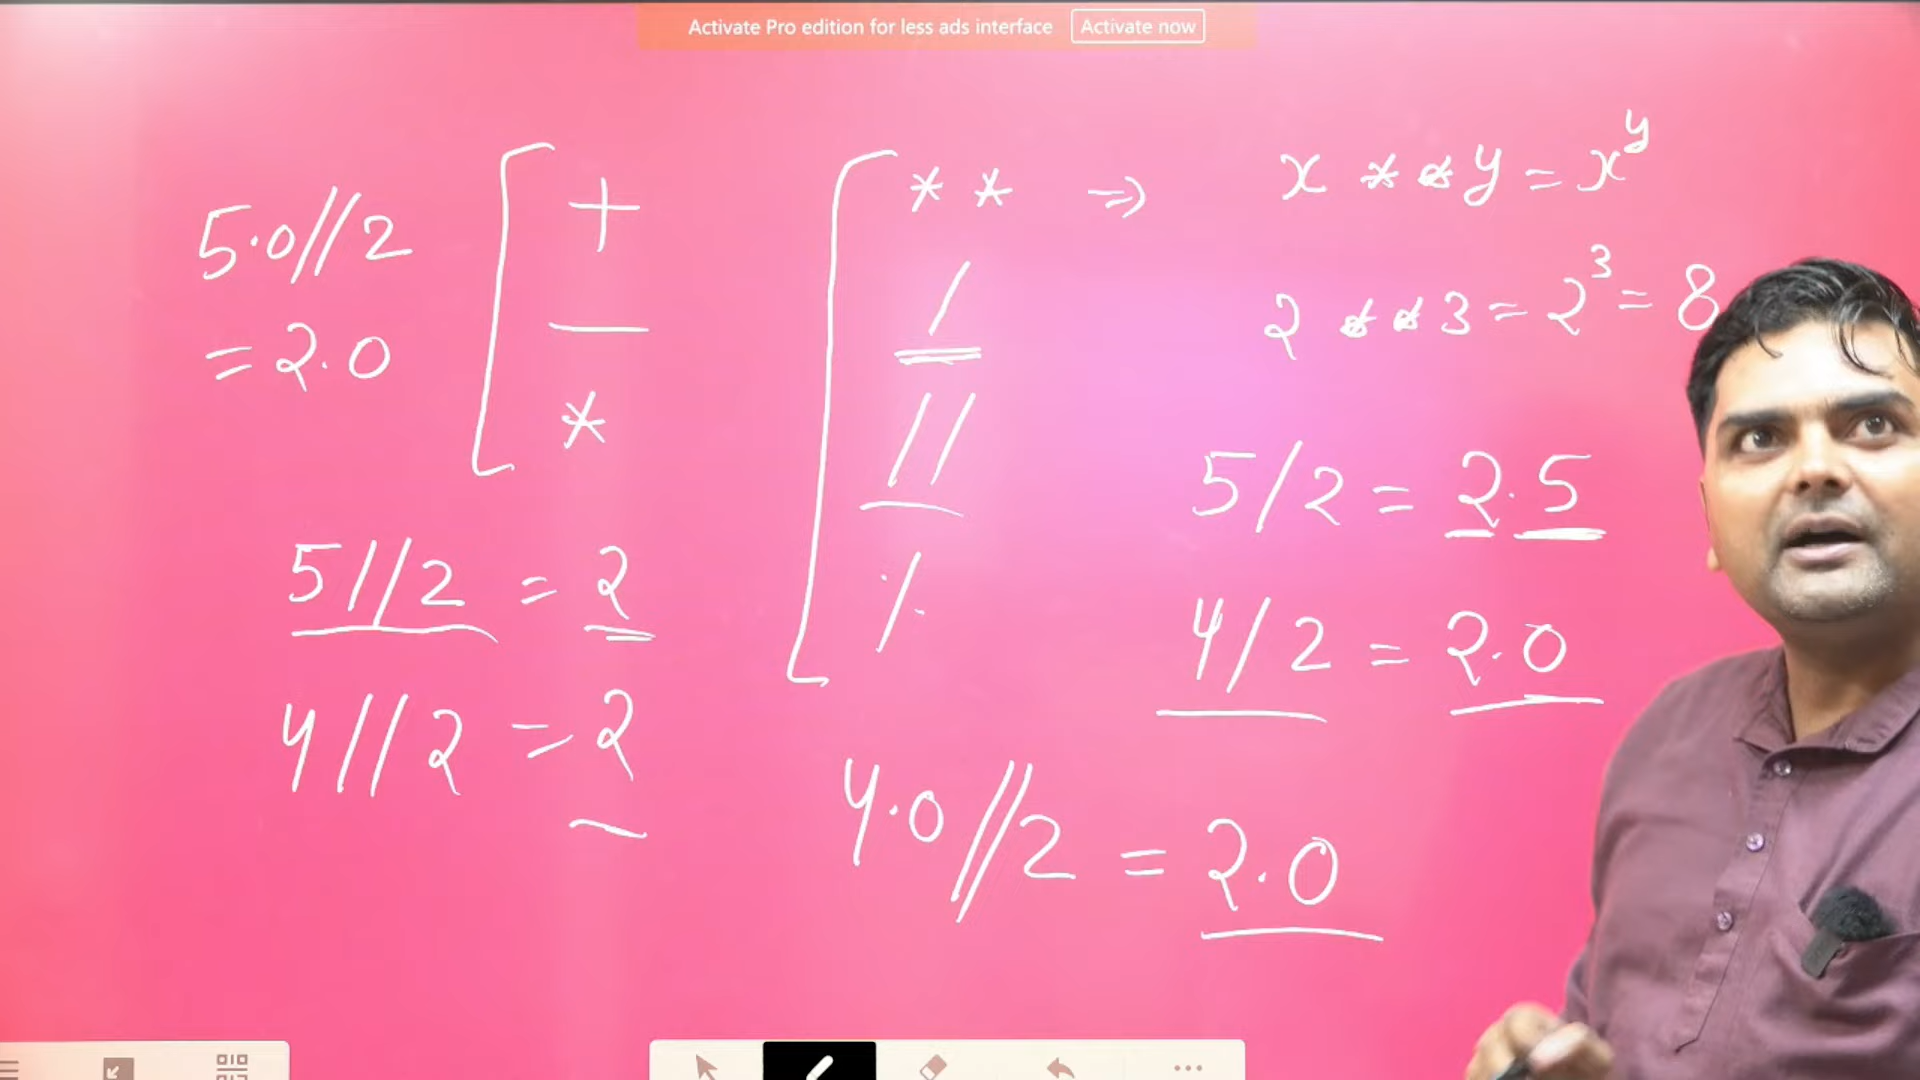 Activate Pro edition for less ads interface Activate now
5.0//2
= 2.0
+
—
*
5//2 = 2
4//2 = 2
* * ⇒ x * * y = x^y
/
//
%
2 * * 3 = 2^3 = 8
5/2 = 2.5
4/2 = 2.0
4.0//2 = 2.0